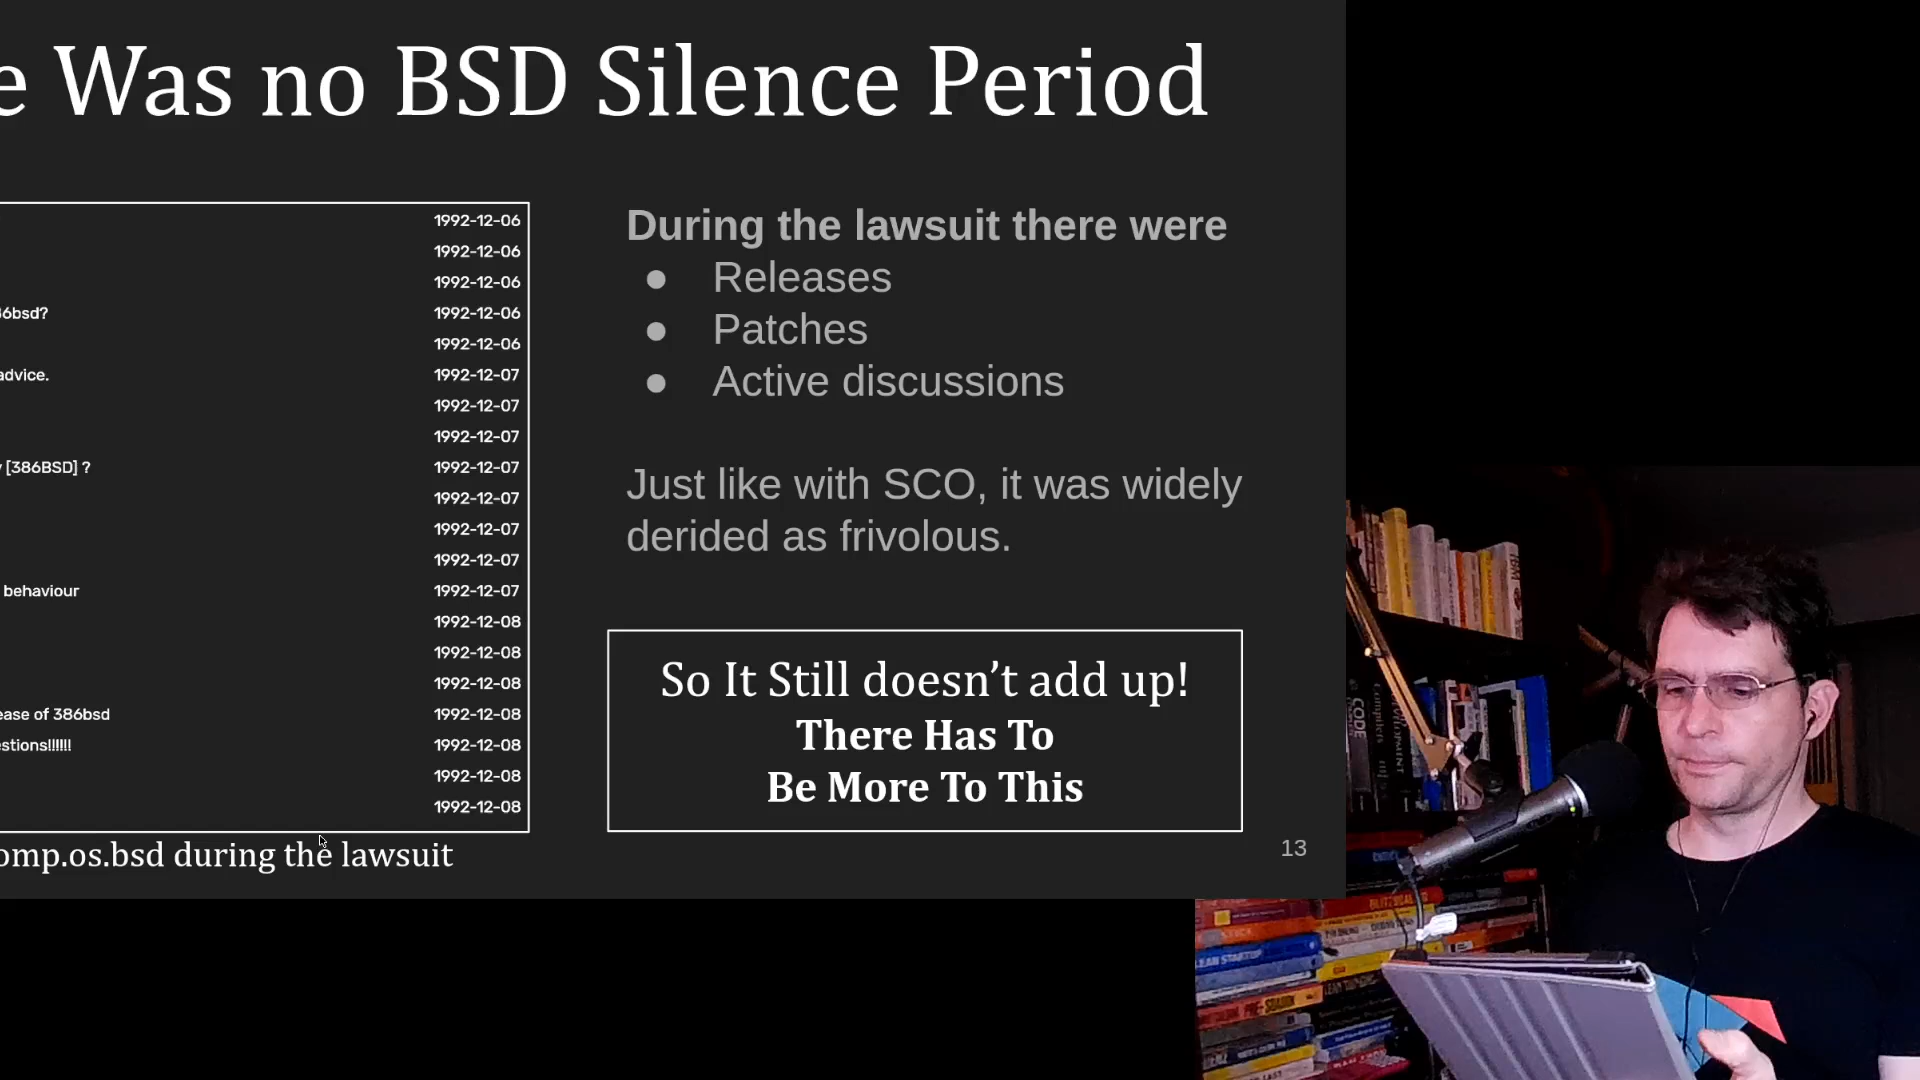 e Was no BSD Silence Period
1992-12-06
1992-12-06
1992-12-06
6bsd? 1992-12-06
1992-12-06
advice. 1992-12-07
1992-12-07
1992-12-07
[386BSD] ? 1992-12-07
1992-12-07
1992-12-07
1992-12-07
behaviour 1992-12-07
1992-12-08
1992-12-08
1992-12-08
ease of 386bsd 1992-12-08
stions!!!!!! 1992-12-08
1992-12-08
1992-12-08
omp.os.bsd during the lawsuit
During the lawsuit there were
● Releases
● Patches
● Active discussions
Just like with SCO, it was widely
derided as frivolous.
So It Still doesn’t add up!
There Has To
Be More To This
13
CODE
LEAN STARTUP